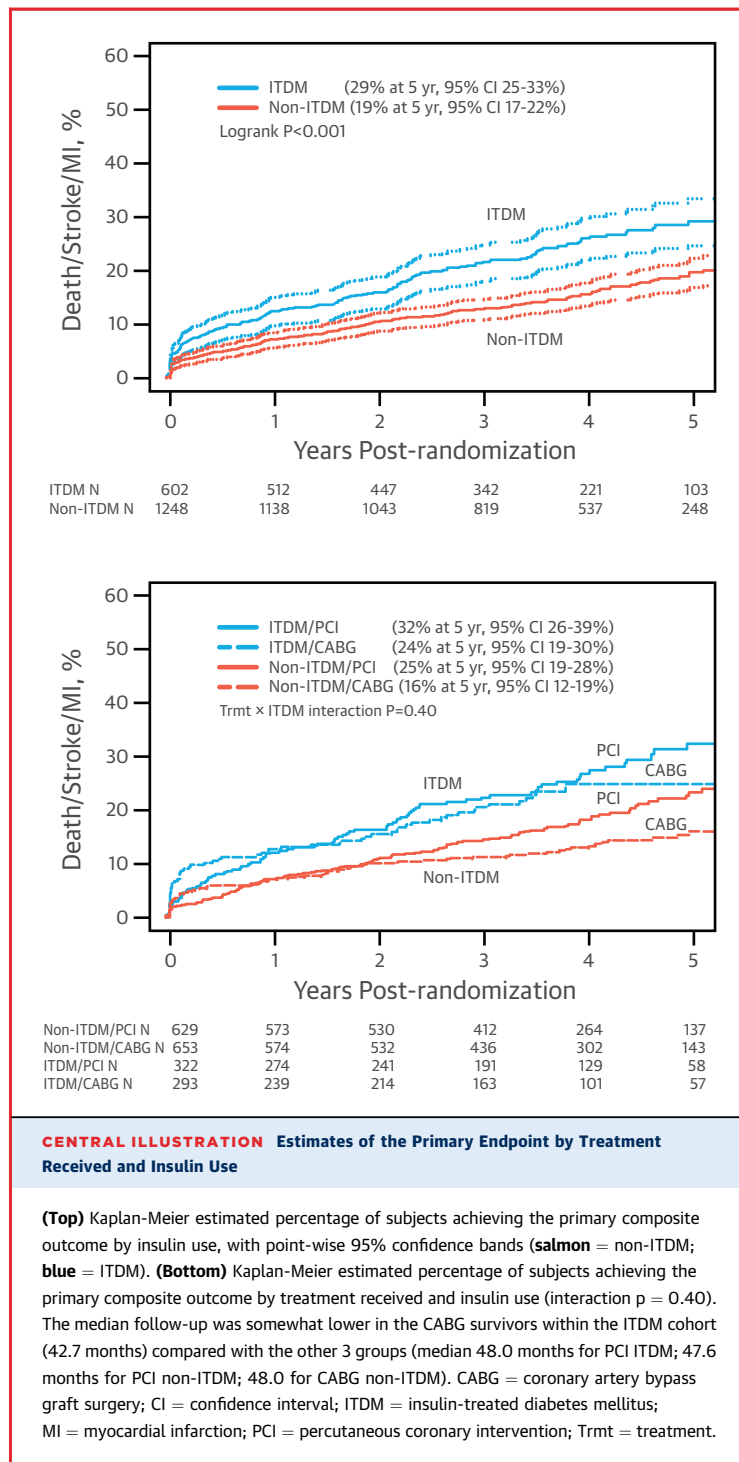 60
50
40
30
20
10
0
Death/Stroke/MI, %
ITDM (29% at 5 yr, 95% CI 25-33%)
Non-ITDM (19% at 5 yr, 95% CI 17-22%)
Logrank P<0.001
ITDM
Non-ITDM
0 1 2 3 4 5
Years Post-randomization
ITDM N 602 512 447 342 221 103
Non-ITDM N 1248 1138 1043 819 537 248
60
50
40
30
20
10
0
Death/Stroke/MI, %
ITDM/PCI (32% at 5 yr, 95% CI 26-39%)
ITDM/CABG (24% at 5 yr, 95% CI 19-30%)
Non-ITDM/PCI (25% at 5 yr, 95% CI 19-28%)
Non-ITDM/CABG (16% at 5 yr, 95% CI 12-19%)
Trmt × ITDM interaction P=0.40
PCI
ITDM
CABG
PCI
CABG
Non-ITDM
0 1 2 3 4 5
Years Post-randomization
Non-ITDM/PCI N 629 573 530 412 264 137
Non-ITDM/CABG N 653 574 532 436 302 143
ITDM/PCI N 322 274 241 191 129 58
ITDM/CABG N 293 239 214 163 101 57
CENTRAL ILLUSTRATION Estimates of the Primary Endpoint by Treatment
Received and Insulin Use
(Top) Kaplan-Meier estimated percentage of subjects achieving the primary composite
outcome by insulin use, with point-wise 95% confidence bands (salmon = non-ITDM;
blue = ITDM). (Bottom) Kaplan-Meier estimated percentage of subjects achieving the
primary composite outcome by treatment received and insulin use (interaction p = 0.40).
The median follow-up was somewhat lower in the CABG survivors within the ITDM cohort
(42.7 months) compared with the other 3 groups (median 48.0 months for PCI ITDM; 47.6
months for PCI non-ITDM; 48.0 for CABG non-ITDM). CABG = coronary artery bypass
graft surgery; CI = confidence interval; ITDM = insulin-treated diabetes mellitus;
MI = myocardial infarction; PCI = percutaneous coronary intervention; Trmt = treatment.